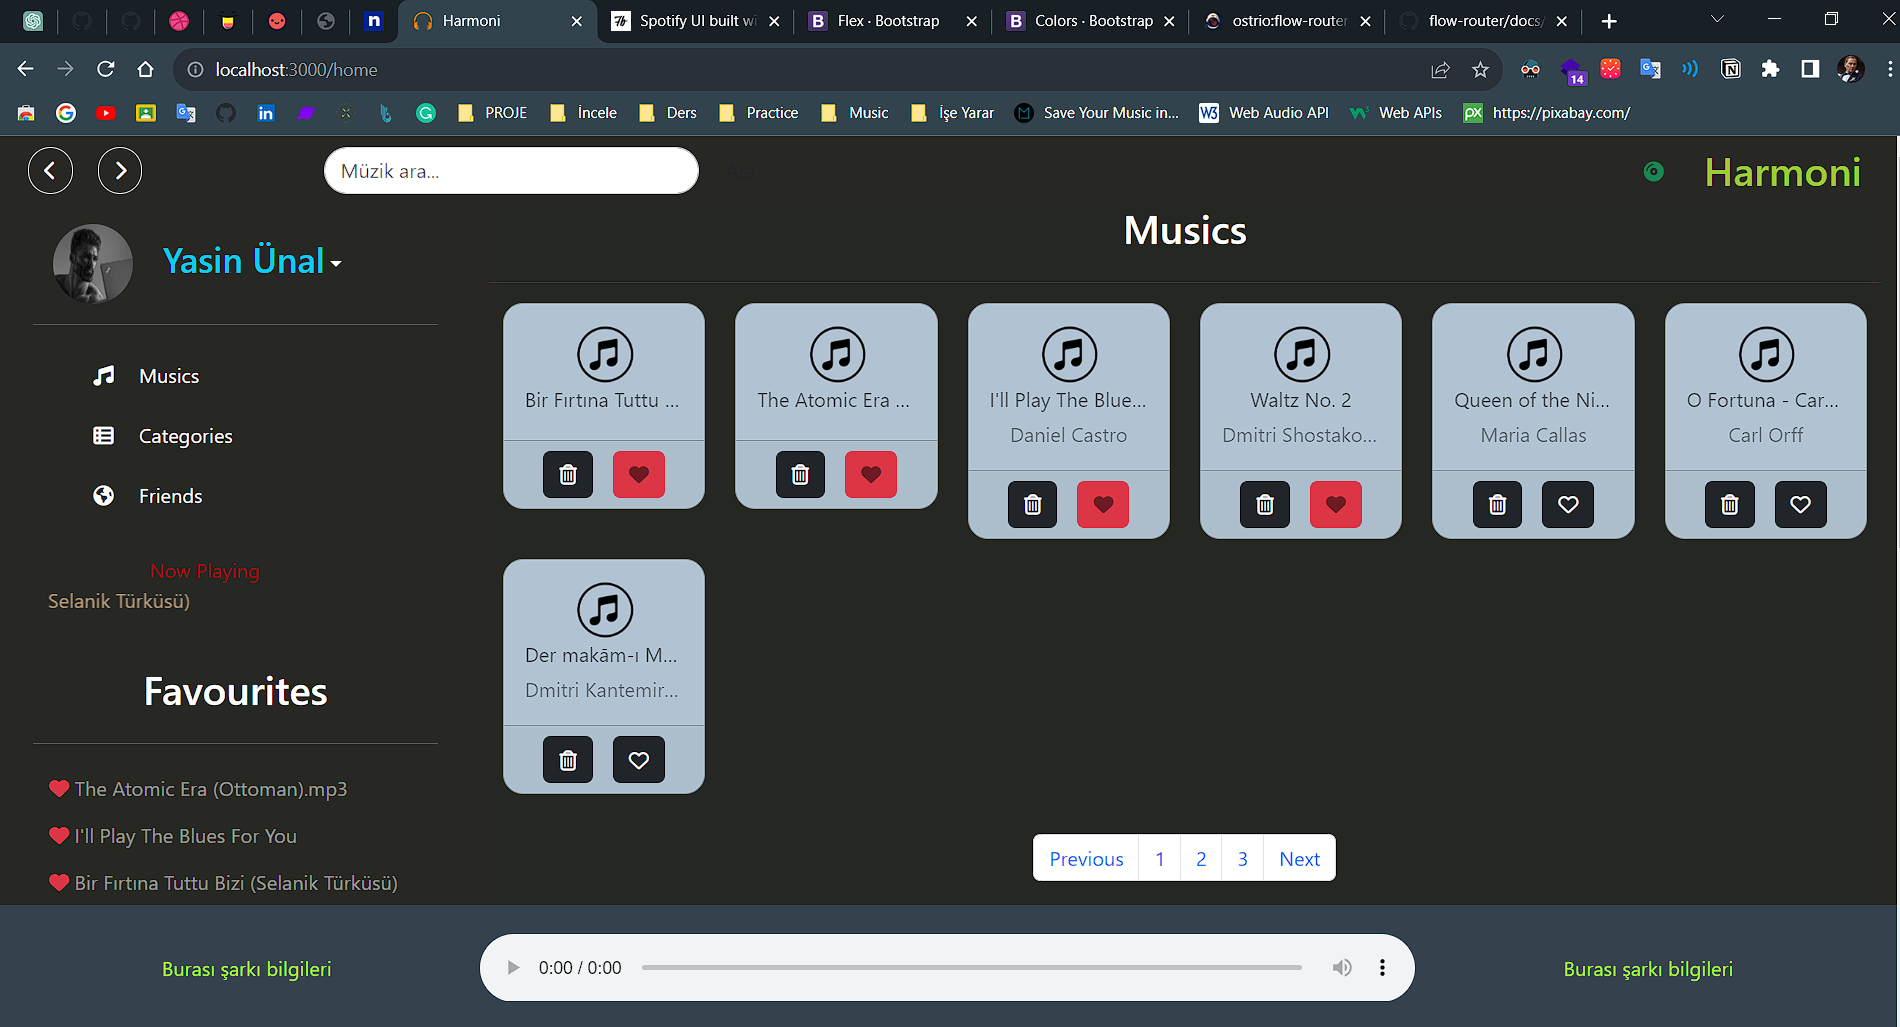 Harmoni
Spotify UI built wi
Flex · Bootstrap
Colors · Bootstrap
ostrio:flow-router
flow-router/docs/
localhost:3000/home
14
PROJE
İncele
Ders
Practice
Music
İşe Yarar
Save Your Music in...
Web Audio API
Web APIs
https://pixabay.com/
Müzik ara...
Ara
Harmoni
Yasin Ünal
Musics
Categories
Friends
Now Playing
Selanik Türküsü)
Favourites
The Atomic Era (Ottoman).mp3
I'll Play The Blues For You
Bir Fırtına Tuttu Bizi (Selanik Türküsü)
Musics
Bir Fırtına Tuttu ...
The Atomic Era ...
I'll Play The Blue...
Daniel Castro
Waltz No. 2
Dmitri Shostako...
Queen of the Ni...
Maria Callas
O Fortuna - Car...
Carl Orff
Der makām-ı M...
Dmitri Kantemir...
Previous 1 2 3 Next
Burası şarkı bilgileri
0:00 / 0:00
Burası şarkı bilgileri